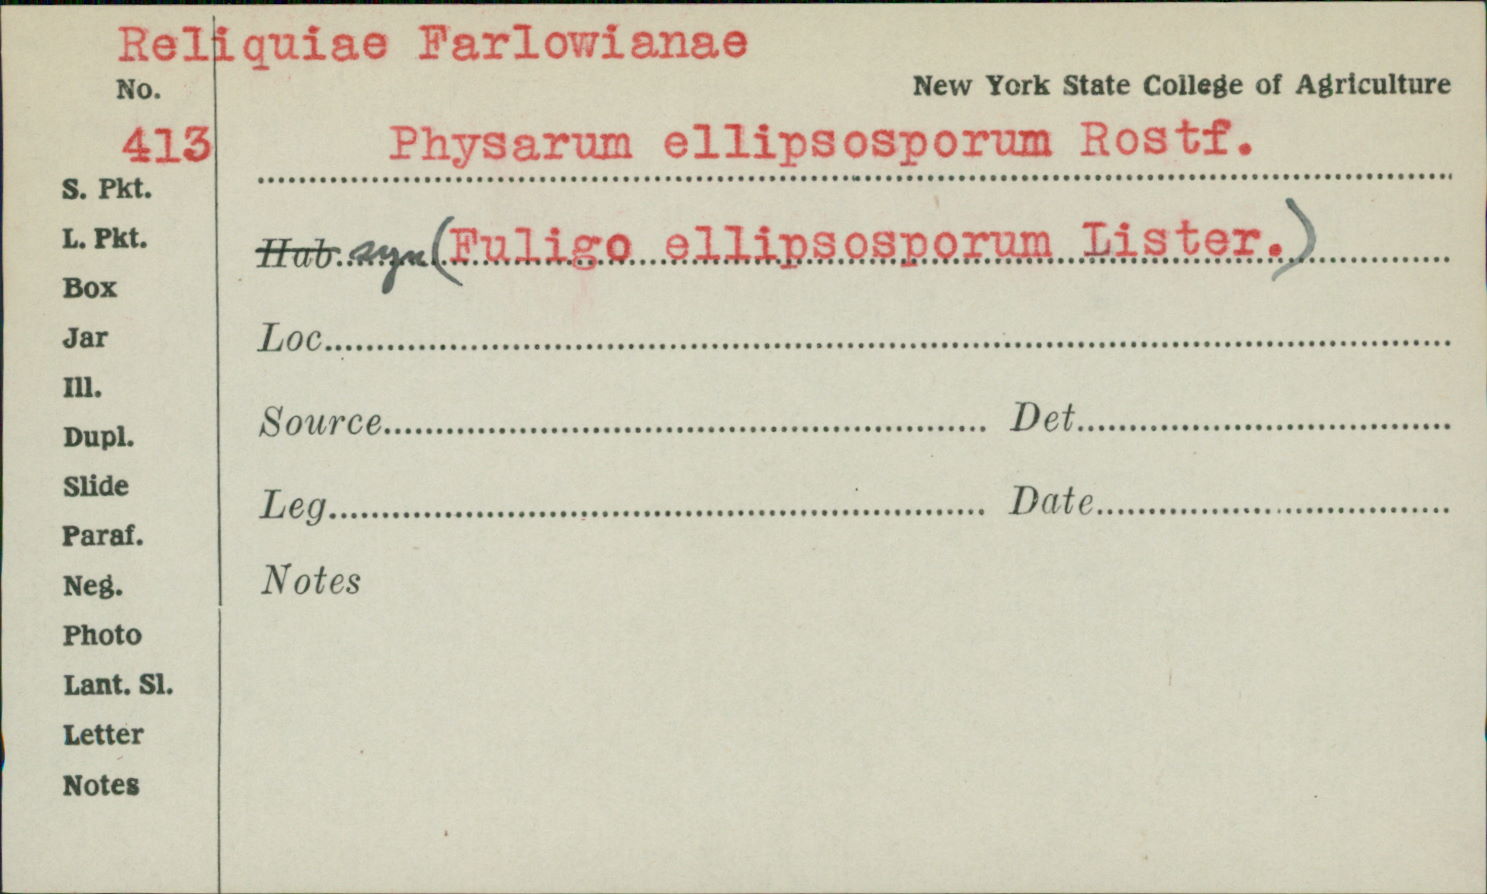 Reliquiae Farlowianae
No.
New York State College of Agriculture
413
Physarum ellipsosporum Rostf.
S. Pkt.
L. Pkt.
Hab. syn (Fuligo ellipsosporum Lister.)
Box
Jar
Loc.
Ill.
Source
Det.
Dupl.
Slide
Leg.
Date
Paraf.
Neg.
Notes
Photo
Lant. Sl.
Letter
Notes